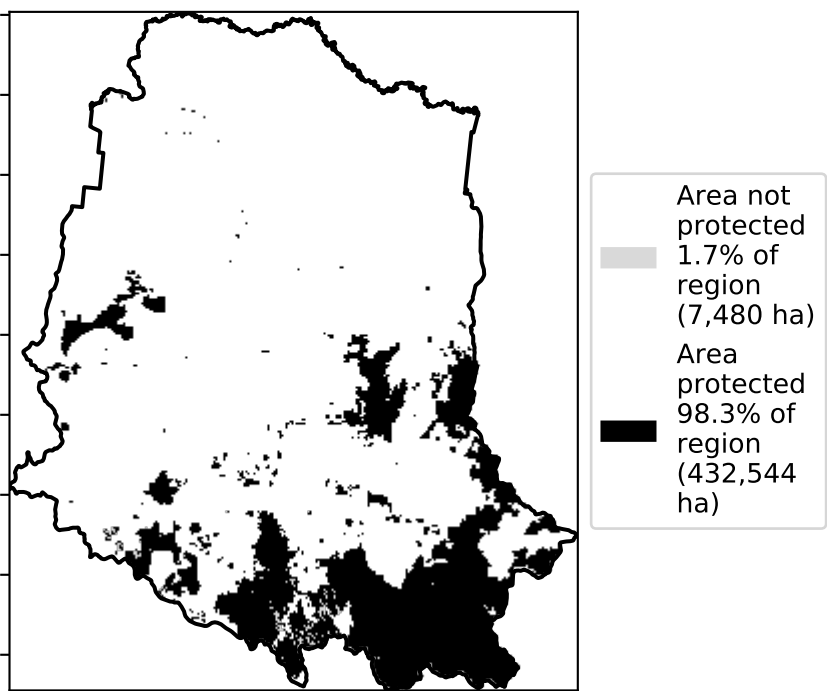 Area not
protected
1.7% of
region
(7,480 ha)
Area
protected
98.3% of
region
(432,544
ha)